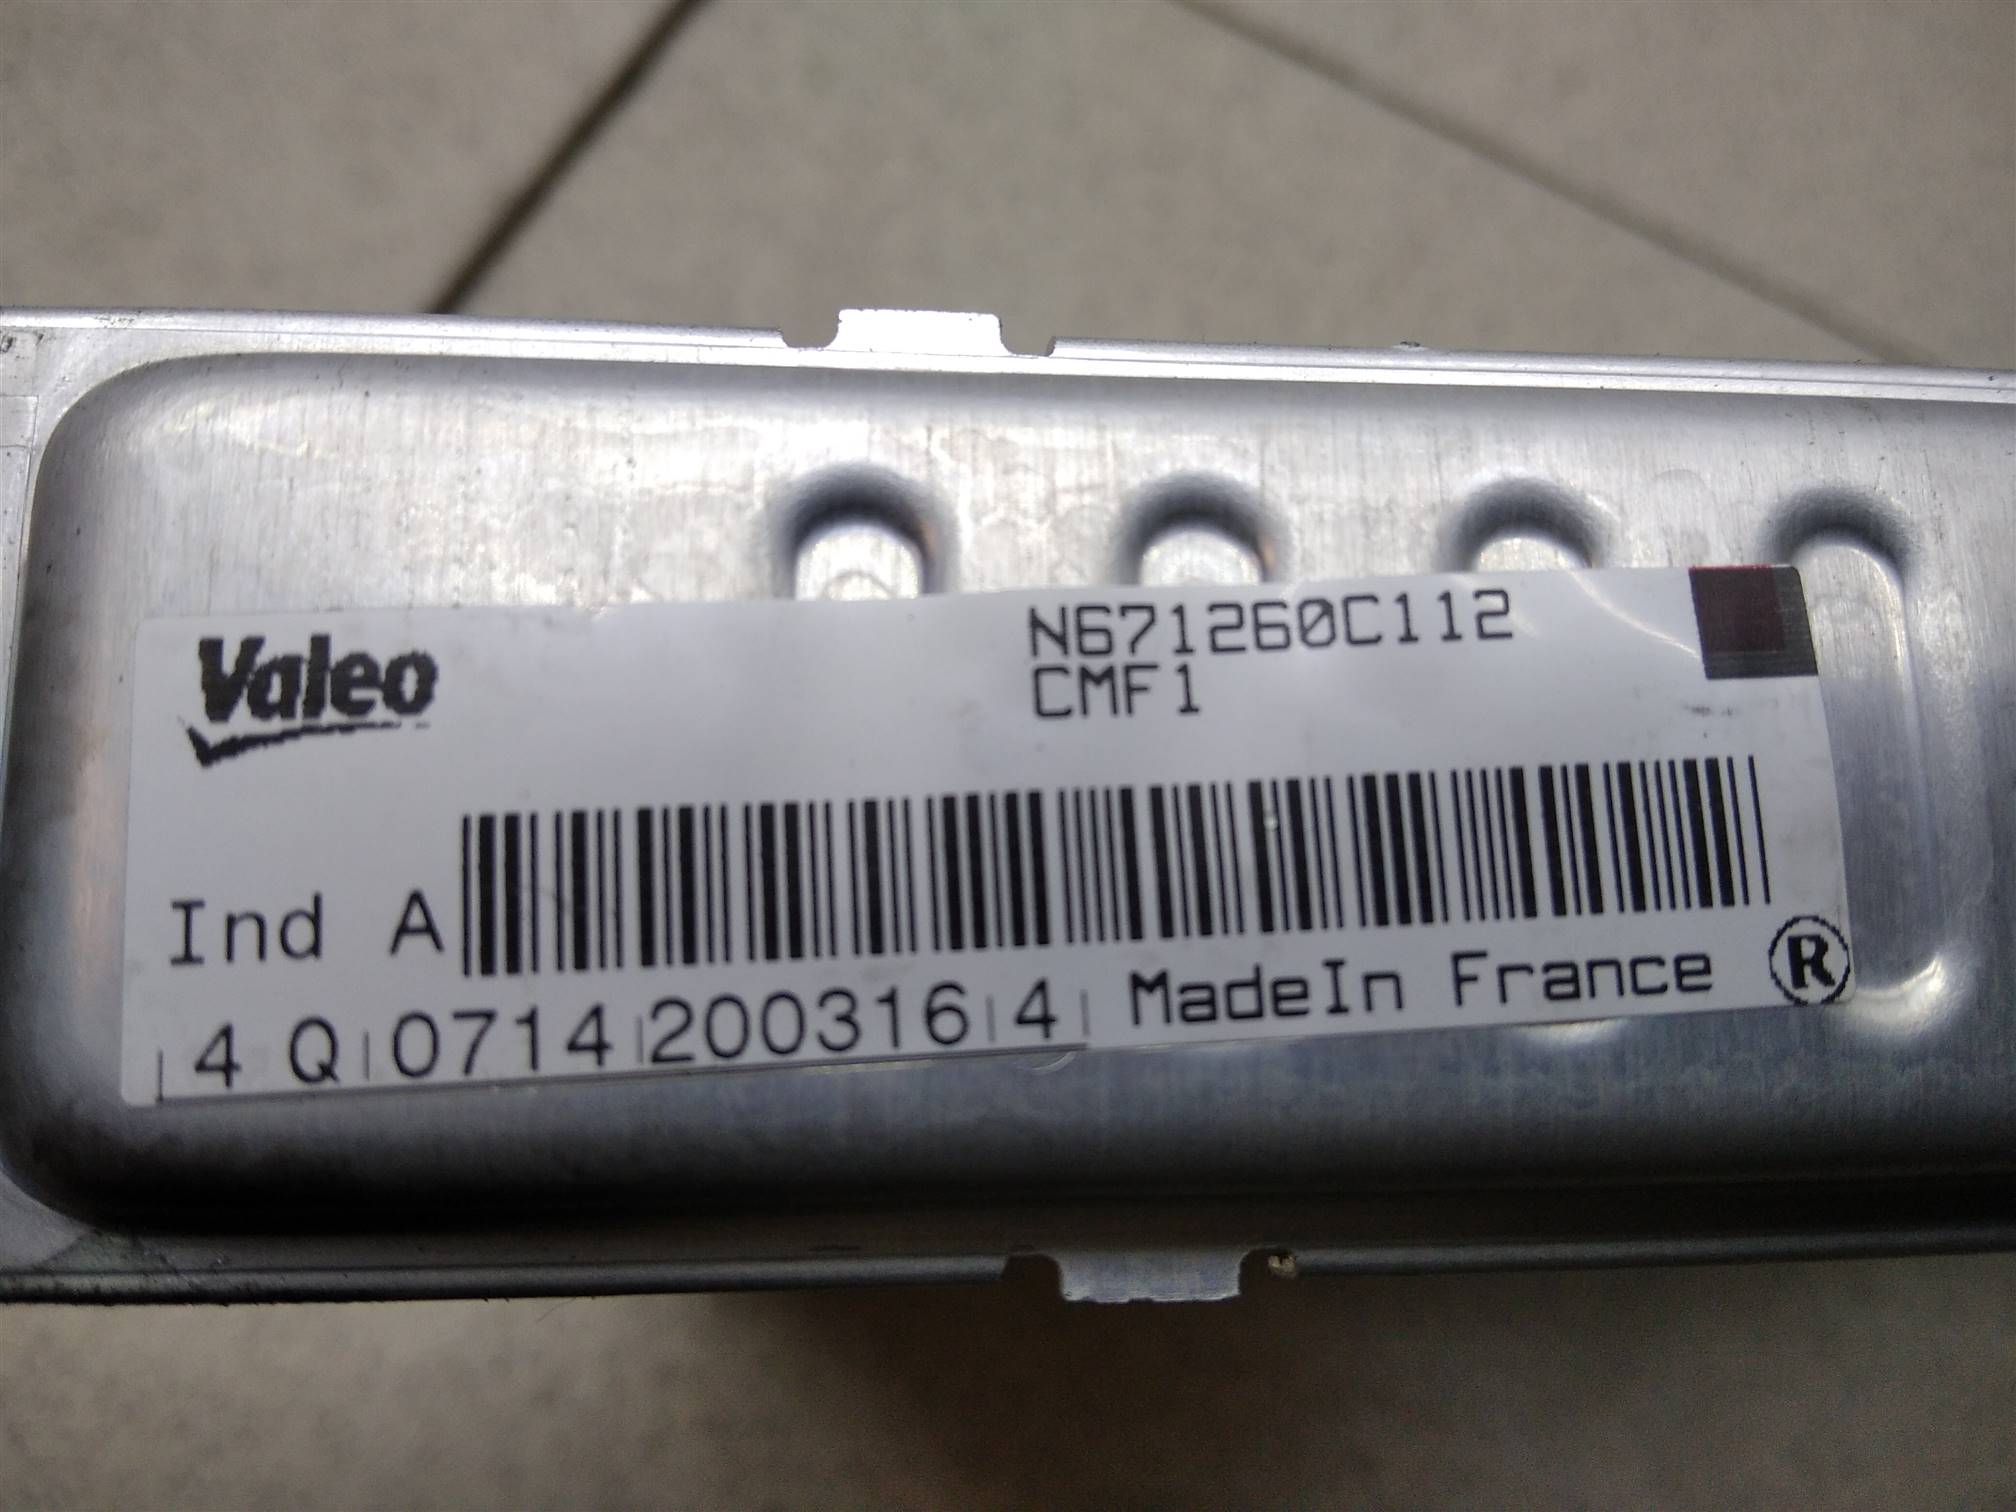 Valeo
N671260C112
CMF1
Ind A
4 Q 0714 200316 4 MadeIn France ®